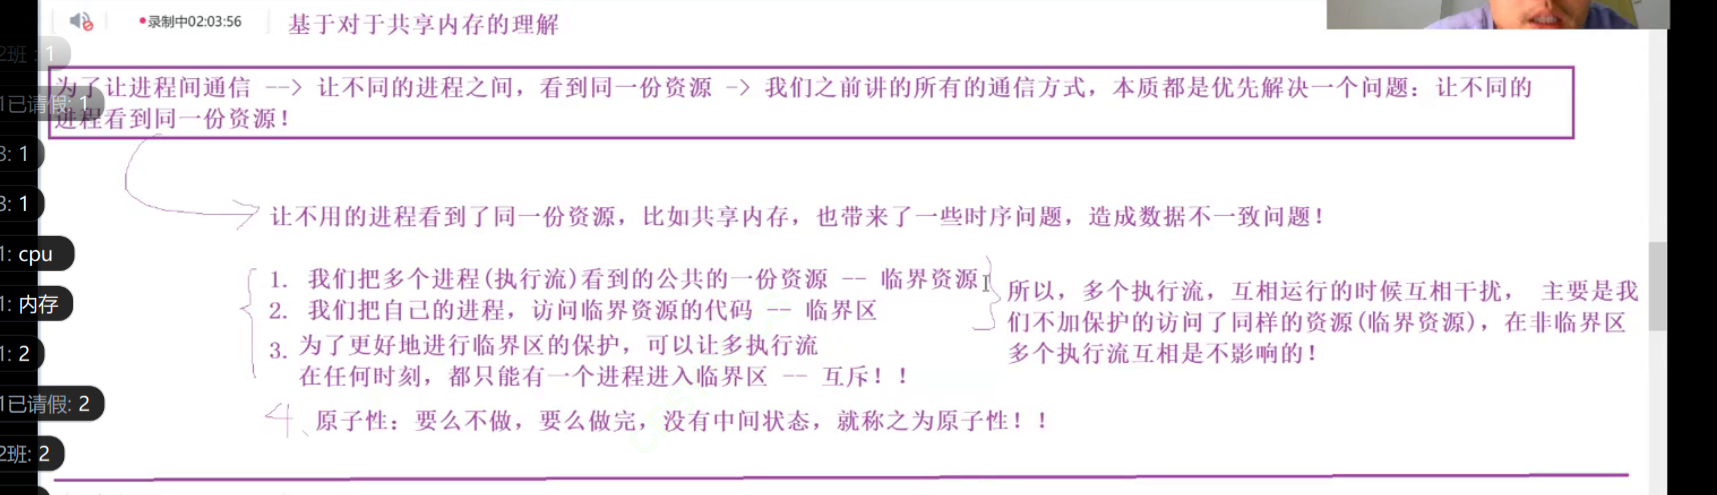 录制中02:03:56
基于对于共享内存的理解
2班: 1
为了让进程间通信 --> 让不同的进程之间，看到同一份资源 -> 我们之前讲的所有的通信方式，本质都是优先解决一个问题：让不同的
1已请假: 1
进程看到同一份资源！
3: 1
3: 1
让不用的进程看到了同一份资源，比如共享内存，也带来了一些时序问题，造成数据不一致问题！
1: cpu
1. 我们把多个进程(执行流)看到的公共的一份资源 -- 临界资源
1: 内存
2. 我们把自己的进程，访问临界资源的代码 -- 临界区
3. 为了更好地进行临界区的保护，可以让多执行流
在任何时刻，都只能有一个进程进入临界区 -- 互斥！！
所以，多个执行流，互相运行的时候互相干扰， 主要是我
们不加保护的访问了同样的资源(临界资源)，在非临界区
多个执行流互相是不影响的！
1: 2
1已请假: 2
4、原子性：要么不做，要么做完，没有中间状态，就称之为原子性！！
2班: 2